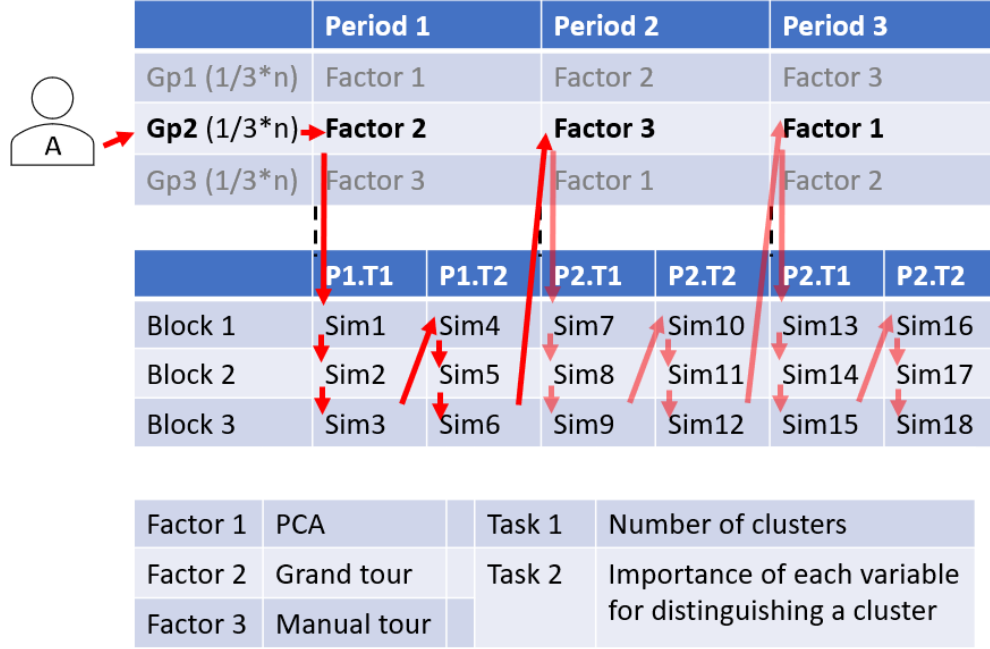 Period 1 Period 2 Period 3
Gp1 (1/3*n) Factor 1 Factor 2 Factor 3
A Gp2 (1/3*n) Factor 2 Factor 3 Factor 1
Gp3 (1/3*n) Factor 3 Factor 1 Factor 2
P1.T1 P1.T2 P2.T1 P2.T2 P2.T1 P2.T2
Block 1 Sim1 Sim4 Sim7 Sim10 Sim13 Sim16
Block 2 Sim2 Sim5 Sim8 Sim11 Sim14 Sim17
Block 3 Sim3 Sim6 Sim9 Sim12 Sim15 Sim18
Factor 1 PCA Task 1 Number of clusters
Factor 2 Grand tour Task 2 Importance of each variable
for distinguishing a cluster
Factor 3 Manual tour